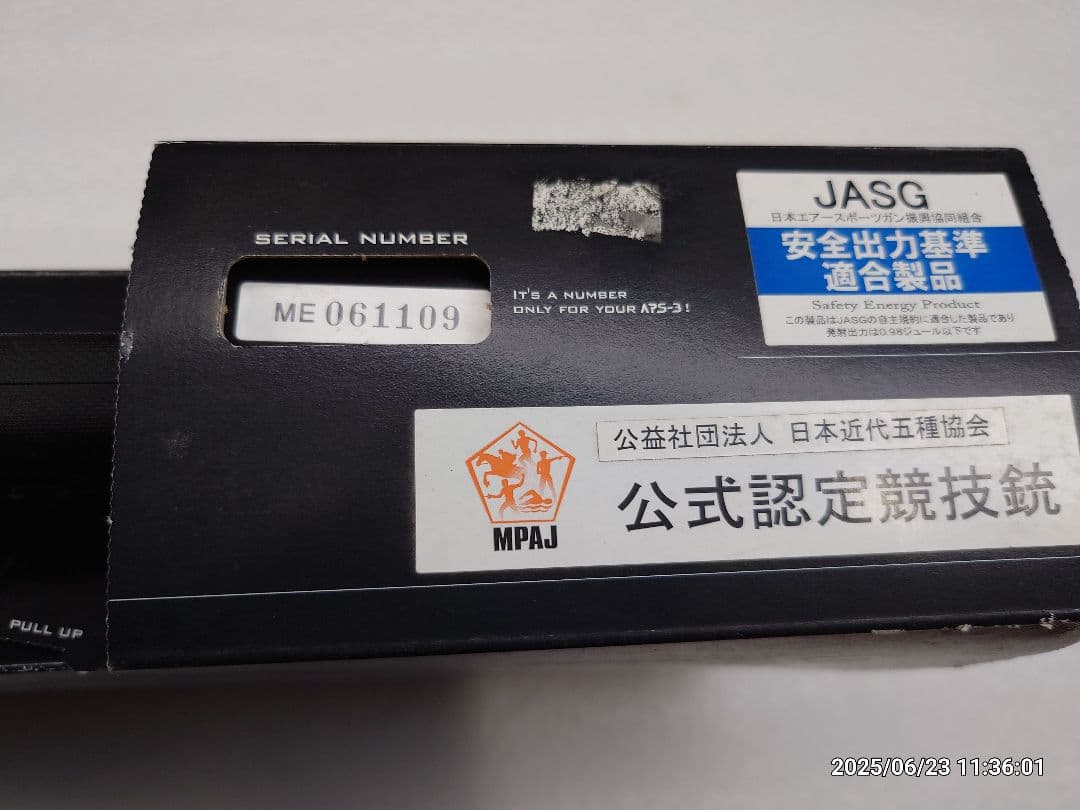 SERIAL NUMBER
ME 061109
IT'S A NUMBER
ONLY FOR YOUR APS-3!
JASG
日本エアースポーツガン振興協同組合
安全出力基準
適合製品
Safety Energy Product
この製品はJASGの自主規約に適合した製品であり
発射出力は0.98ジュール以下です
公益社団法人 日本近代五種協会
公式認定競技銃
MPAJ
PULL UP
2025/06/23 11:36:01